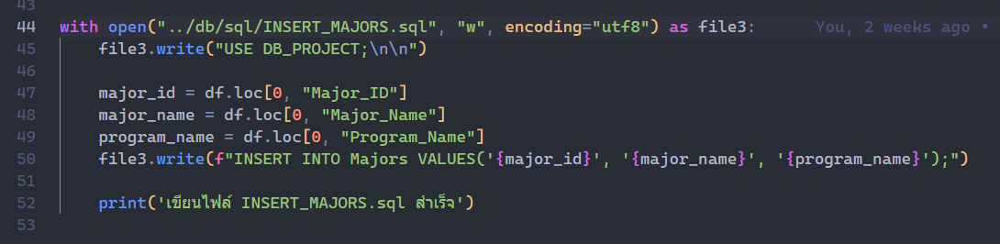 43
44 with open("../db/sql/INSERT_MAJORS.sql", "w", encoding="utf8") as file3: You, 2 weeks ago •
45 file3.write("USE DB_PROJECT;\n\n")
46
47 major_id = df.loc[0, "Major_ID"]
48 major_name = df.loc[0, "Major_Name"]
49 program_name = df.loc[0, "Program_Name"]
50 file3.write(f"INSERT INTO Majors VALUES('{major_id}', '{major_name}', '{program_name}');")
51
52 print('เขียนไฟล์ INSERT_MAJORS.sql สำเร็จ')
53